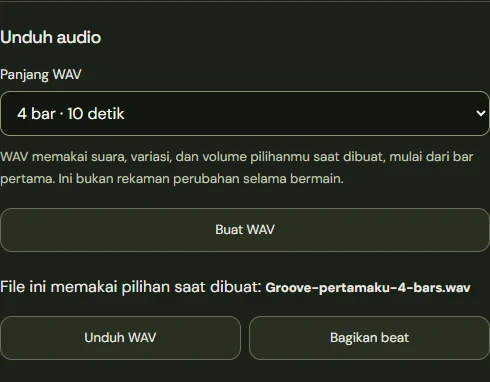 Unduh audio
Panjang WAV
4 bar · 10 detik
WAV memakai suara, variasi, dan volume pilihanmu saat dibuat, mulai dari bar
pertama. Ini bukan rekaman perubahan selama bermain.
Buat WAV
File ini memakai pilihan saat dibuat: Groove-pertamaku-4-bars.wav
Unduh WAV
Bagikan beat